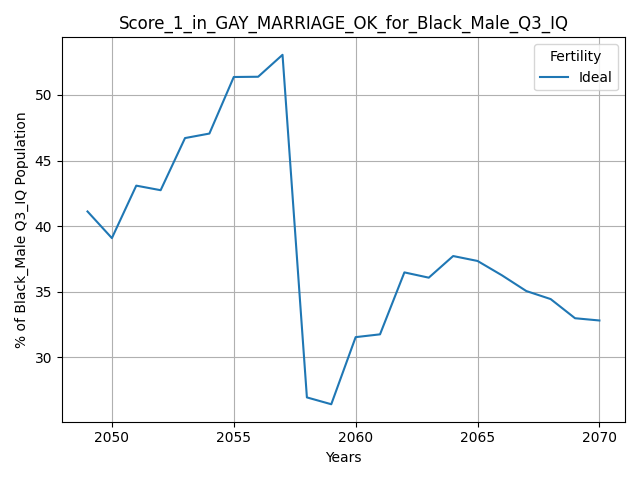 Score_1_in_GAY_MARRIAGE_OK_for_Black_Male_Q3_IQ
Fertility
Ideal
% of Black_Male Q3_IQ Population
50
45
40
35
30
2050
2055
2060
2065
2070
Years